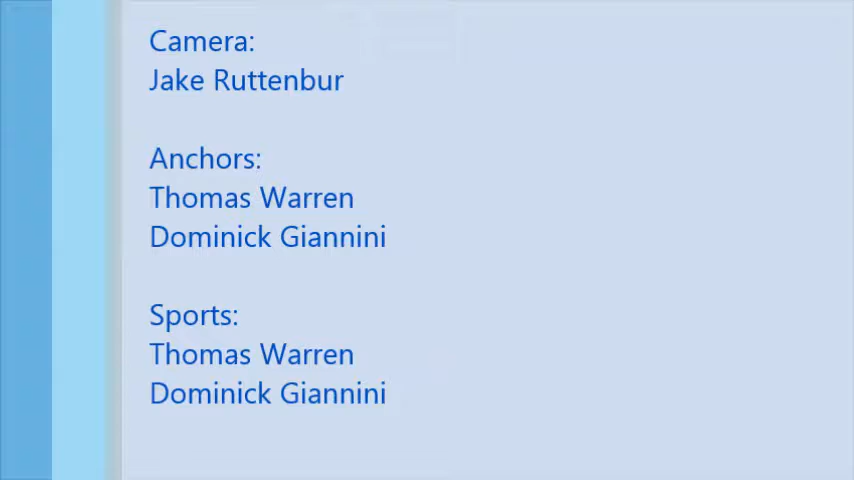 Camera:
Jake Ruttenbur
Anchors:
Thomas Warren
Dominick Giannini
Sports:
Thomas Warren
Dominick Giannini